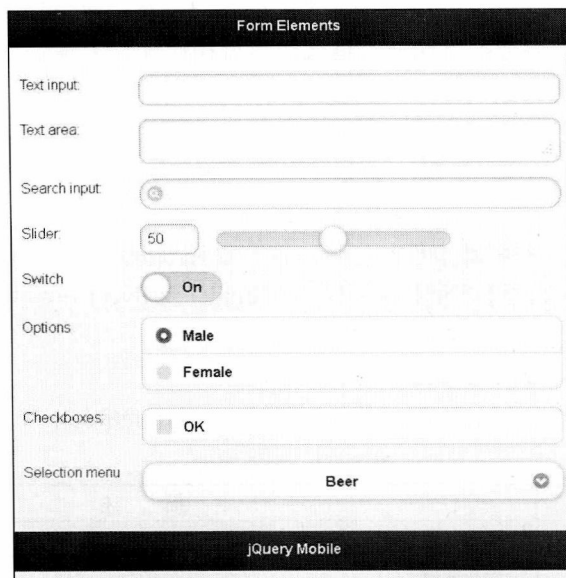 Form Elements
Text input:
Text area:
Search input:
Slider: 50
Switch On
Options Male
Female
Checkboxes: OK
Selection menu Beer
jQuery Mobile